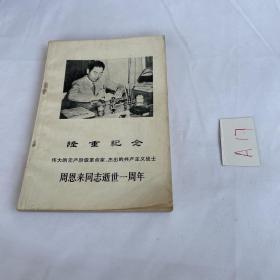 隆重纪念
伟大的无产阶级革命家、杰出的共产主义战士
周恩来同志逝世一周年
A17